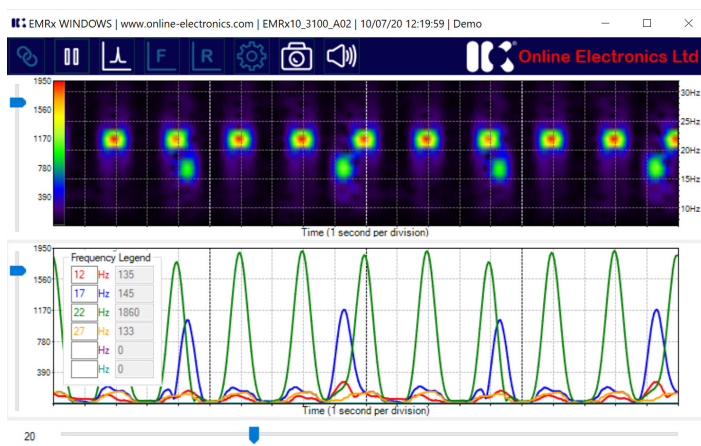 EMRx WINDOWS | www.online-electronics.com | EMRx10_3100_A02 | 10/07/20 12:19:59 | Demo
F R Online Electronics Ltd
1950
1560
1170
780
390
30Hz
25Hz
20Hz
15Hz
10Hz
Time (1 second per division)
1950
1560
1170
780
390
Frequency Legend
12 Hz 135
17 Hz 145
22 Hz 1860
27 Hz 133
Hz 0
Hz 0
Time (1 second per division)
20